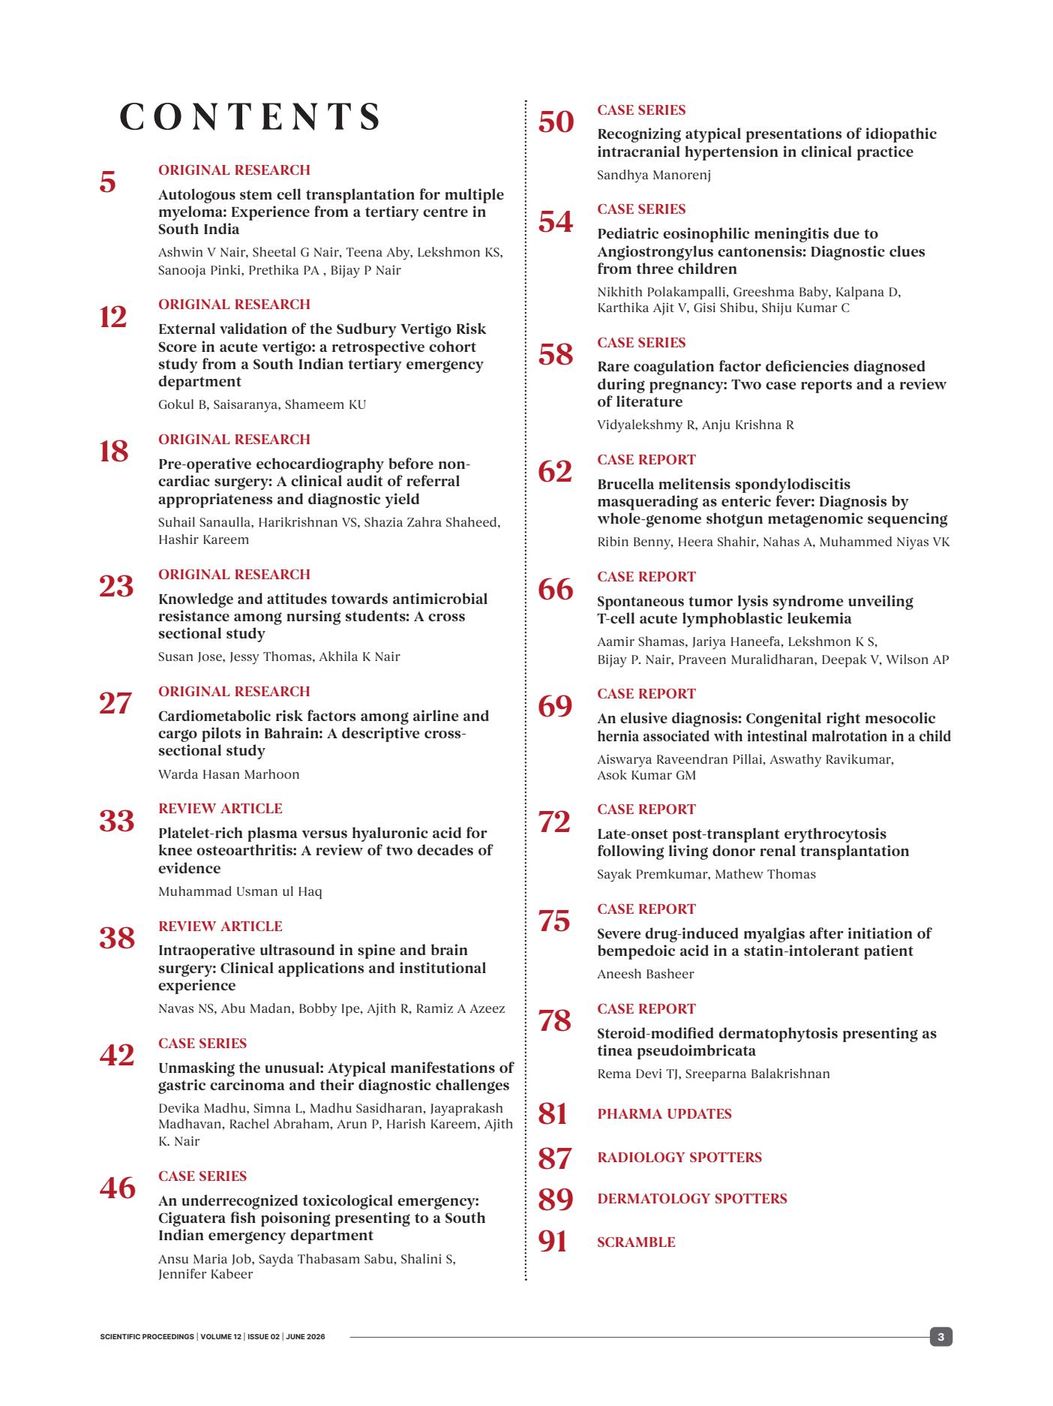 CONTENTS
5
ORIGINAL RESEARCH
Autologous stem cell transplantation for multiple
myeloma: Experience from a tertiary centre in
South India
Ashwin V Nair, Sheetal G Nair, Teena Aby, Lekshmon KS,
Sanooja Pinki, Prethika PA , Bijay P Nair
12
ORIGINAL RESEARCH
External validation of the Sudbury Vertigo Risk
Score in acute vertigo: a retrospective cohort
study from a South Indian tertiary emergency
department
Gokul B, Saisaranya, Shameem KU
18
ORIGINAL RESEARCH
Pre-operative echocardiography before non-
cardiac surgery: A clinical audit of referral
appropriateness and diagnostic yield
Suhail Sanaulla, Harikrishnan VS, Shazia Zahra Shaheed,
Hashir Kareem
23
ORIGINAL RESEARCH
Knowledge and attitudes towards antimicrobial
resistance among nursing students: A cross
sectional study
Susan Jose, Jessy Thomas, Akhila K Nair
27
ORIGINAL RESEARCH
Cardiometabolic risk factors among airline and
cargo pilots in Bahrain: A descriptive cross-
sectional study
Warda Hasan Marhoon
33
REVIEW ARTICLE
Platelet-rich plasma versus hyaluronic acid for
knee osteoarthritis: A review of two decades of
evidence
Muhammad Usman ul Haq
38
REVIEW ARTICLE
Intraoperative ultrasound in spine and brain
surgery: Clinical applications and institutional
experience
Navas NS, Abu Madan, Bobby Ipe, Ajith R, Ramiz A Azeez
42
CASE SERIES
Unmasking the unusual: Atypical manifestations of
gastric carcinoma and their diagnostic challenges
Devika Madhu, Simna L, Madhu Sasidharan, Jayaprakash
Madhavan, Rachel Abraham, Arun P, Harish Kareem, Ajith
K. Nair
46
CASE SERIES
An underrecognized toxicological emergency:
Ciguatera fish poisoning presenting to a South
Indian emergency department
Ansu Maria Job, Sayda Thabasam Sabu, Shalini S,
Jennifer Kabeer
50
CASE SERIES
Recognizing atypical presentations of idiopathic
intracranial hypertension in clinical practice
Sandhya Manorenj
54
CASE SERIES
Pediatric eosinophilic meningitis due to
Angiostrongylus cantonensis: Diagnostic clues
from three children
Nikhith Polakampalli, Greeshma Baby, Kalpana D,
Karthika Ajit V, Gisi Shibu, Shiju Kumar C
58
CASE SERIES
Rare coagulation factor deficiencies diagnosed
during pregnancy: Two case reports and a review
of literature
Vidyalekshmy R, Anju Krishna R
62
CASE REPORT
Brucella melitensis spondylodiscitis
masquerading as enteric fever: Diagnosis by
whole-genome shotgun metagenomic sequencing
Ribin Benny, Heera Shahir, Nahas A, Muhammed Niyas VK
66
CASE REPORT
Spontaneous tumor lysis syndrome unveiling
T-cell acute lymphoblastic leukemia
Aamir Shamas, Jariya Haneefa, Lekshmon K S,
Bijay P. Nair, Praveen Muralidharan, Deepak V, Wilson AP
69
CASE REPORT
An elusive diagnosis: Congenital right mesocolic
hernia associated with intestinal malrotation in a child
Aiswarya Raveendran Pillai, Aswathy Ravikumar,
Asok Kumar GM
72
CASE REPORT
Late-onset post-transplant erythrocytosis
following living donor renal transplantation
Sayak Premkumar, Mathew Thomas
75
CASE REPORT
Severe drug-induced myalgias after initiation of
bempedoic acid in a statin-intolerant patient
Aneesh Basheer
78
CASE REPORT
Steroid-modified dermatophytosis presenting as
tinea pseudoimbricata
Rema Devi TJ, Sreeparna Balakrishnan
81 PHARMA UPDATES
87 RADIOLOGY SPOTTERS
89 DERMATOLOGY SPOTTERS
91 SCRAMBLE
SCIENTIFIC PROCEEDINGS | VOLUME 12 | ISSUE 02 | JUNE 2026
3